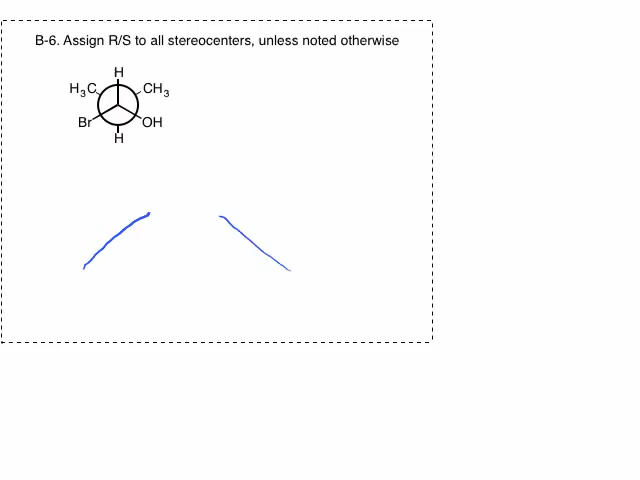 B-6. Assign R/S to all stereocenters, unless noted otherwise
H
H₃C CH₃
Br OH
H